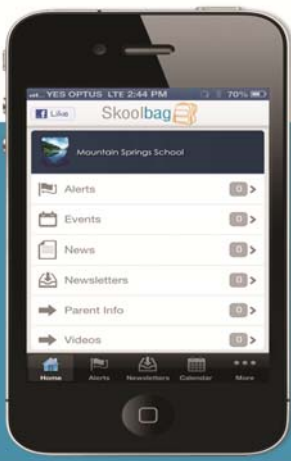 YES OPTUS LTE 2:44 PM 70%
Like Skoolbag
Mountain Springs School
Alerts 0
Events 0
News 0
Newsletters 0
Parent Info 0
Videos 0
Home Alerts Newsletters Calendar More